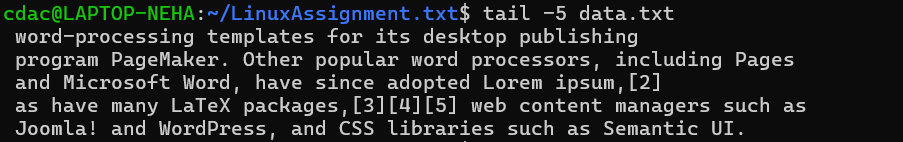 cdac@LAPTOP-NEHA:~/LinuxAssignment.txt$ tail -5 data.txt
word-processing templates for its desktop publishing
program PageMaker. Other popular word processors, including Pages
and Microsoft Word, have since adopted Lorem ipsum,[2]
as have many LaTeX packages,[3][4][5] web content managers such as
Joomla! and WordPress, and CSS libraries such as Semantic UI.